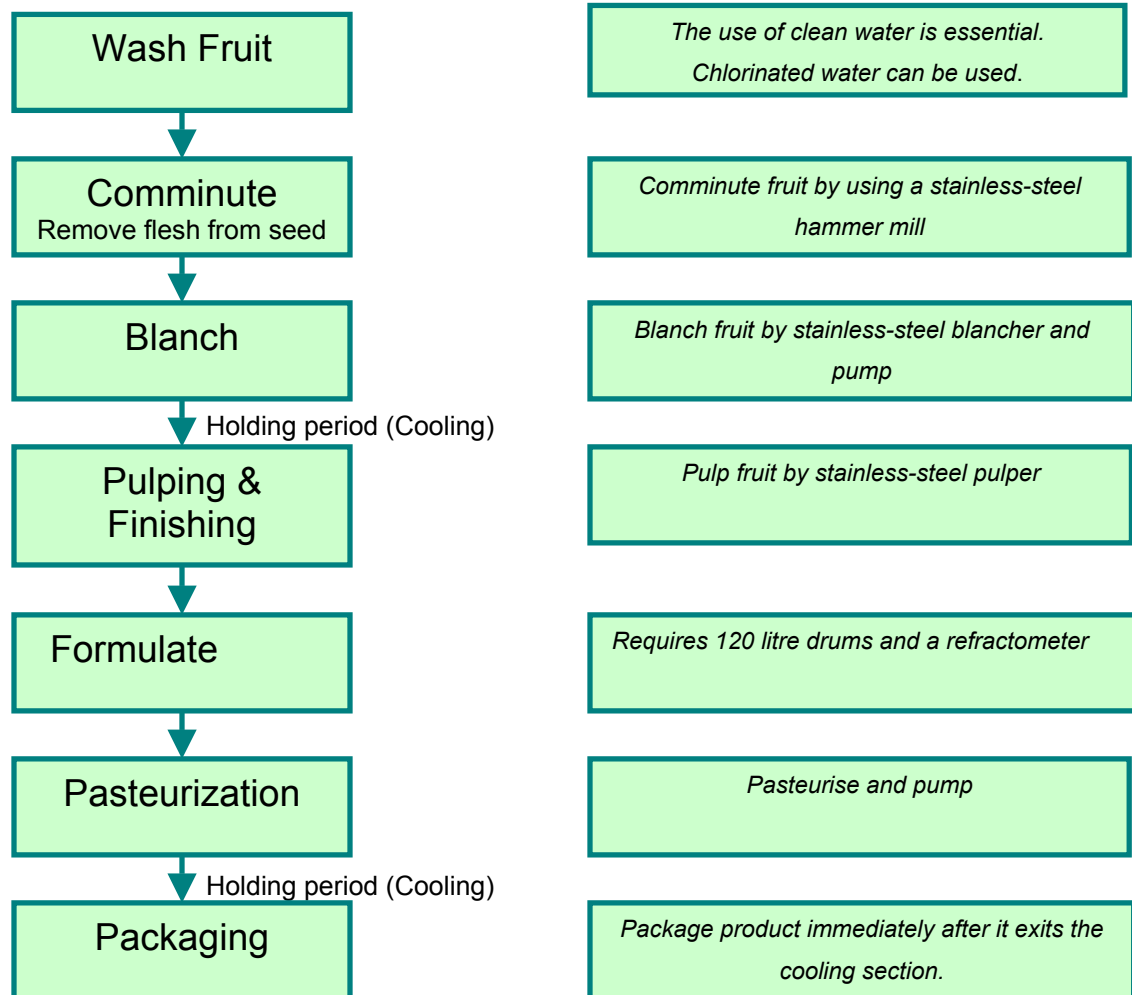 Wash Fruit
The use of clean water is essential.
Chlorinated water can be used.
Comminute
Remove flesh from seed
Comminute fruit by using a stainless-steel
hammer mill
Blanch
Blanch fruit by stainless-steel blancher and
pump
Holding period (Cooling)
Pulping &
Finishing
Pulp fruit by stainless-steel pulper
Formulate
Requires 120 litre drums and a refractometer
Pasteurization
Pasteurise and pump
Holding period (Cooling)
Packaging
Package product immediately after it exits the
cooling section.